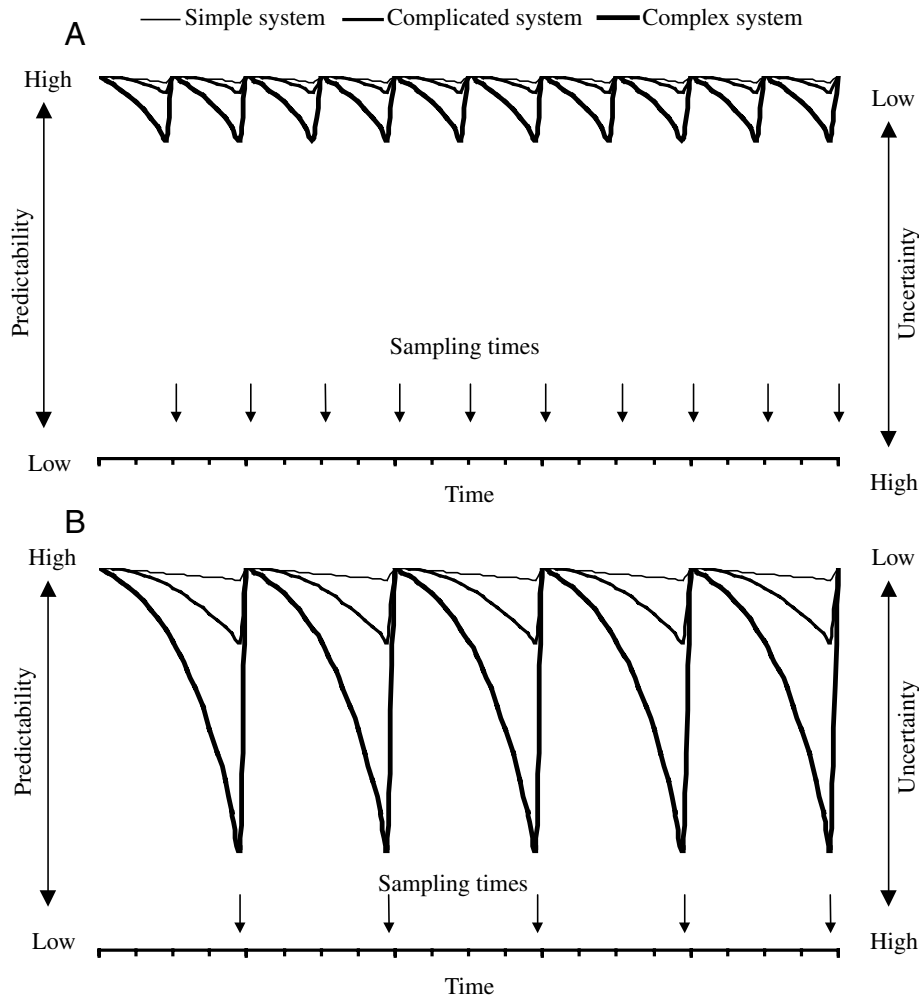 Simple system Complicated system Complex system
A
High
Low
Predictability
Uncertainty
Sampling times
Low
High
Time
B
High
Low
Predictability
Uncertainty
Sampling times
Low
High
Time